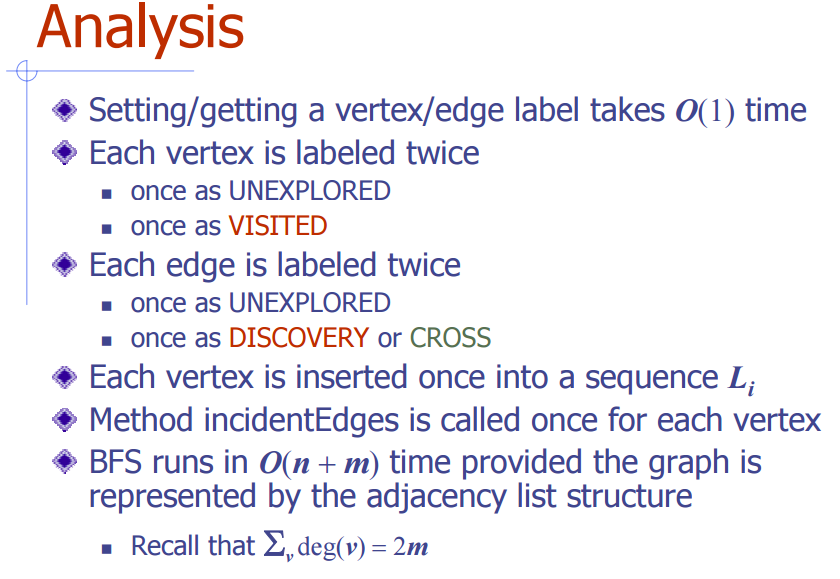 Analysis
Setting/getting a vertex/edge label takes O(1) time
Each vertex is labeled twice
once as UNEXPLORED
once as VISITED
Each edge is labeled twice
once as UNEXPLORED
once as DISCOVERY or CROSS
Each vertex is inserted once into a sequence Lᵢ
Method incidentEdges is called once for each vertex
BFS runs in O(n + m) time provided the graph is
represented by the adjacency list structure
Recall that Σᵥ deg(v) = 2m